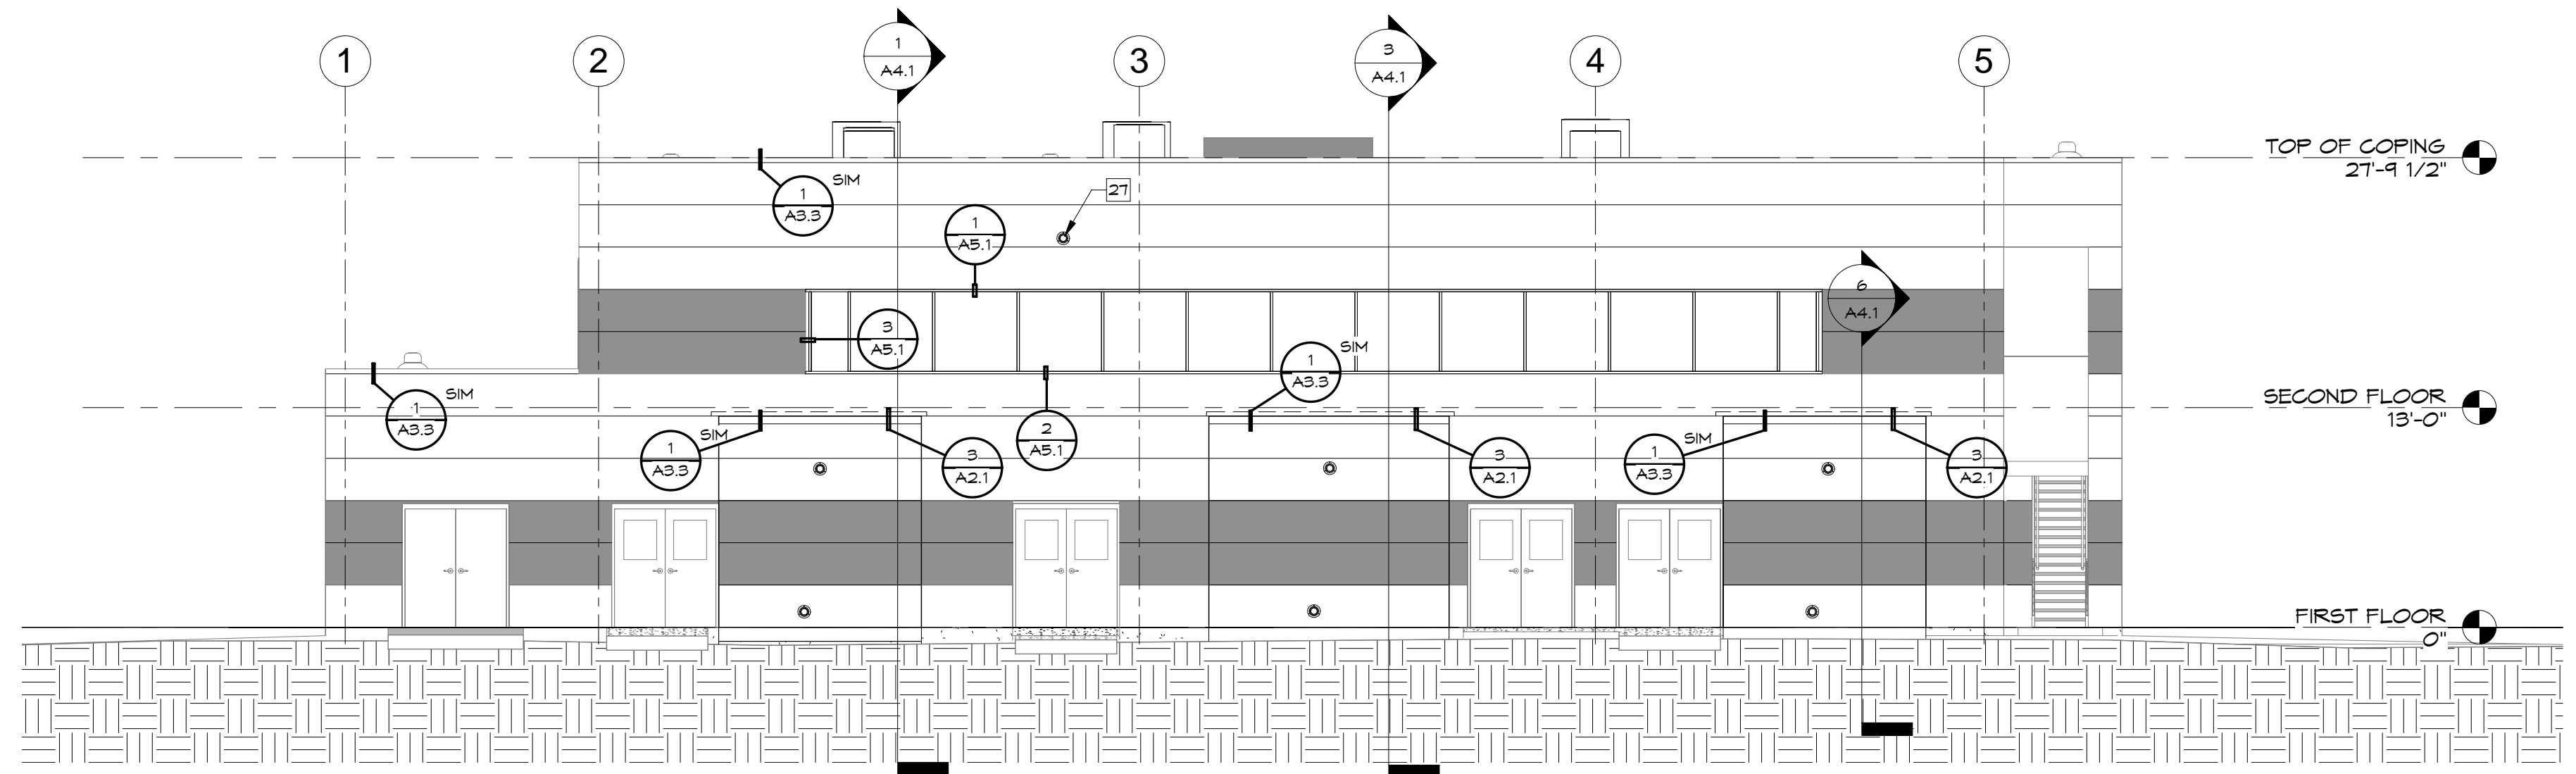 1
2
1
A4.1
3
3
A4.1
4
5
TOP OF COPING
27'-9 1/2"
1
A3.3
SIM
27
1
A5.1
6
A4.1
3
A5.1
1
A3.3
SIM
1
A3.3
SIM
SECOND FLOOR
13'-0"
1
A3.3
SIM
3
A2.1
2
A5.1
3
A2.1
1
A3.3
SIM
3
A2.1
FIRST FLOOR
0"